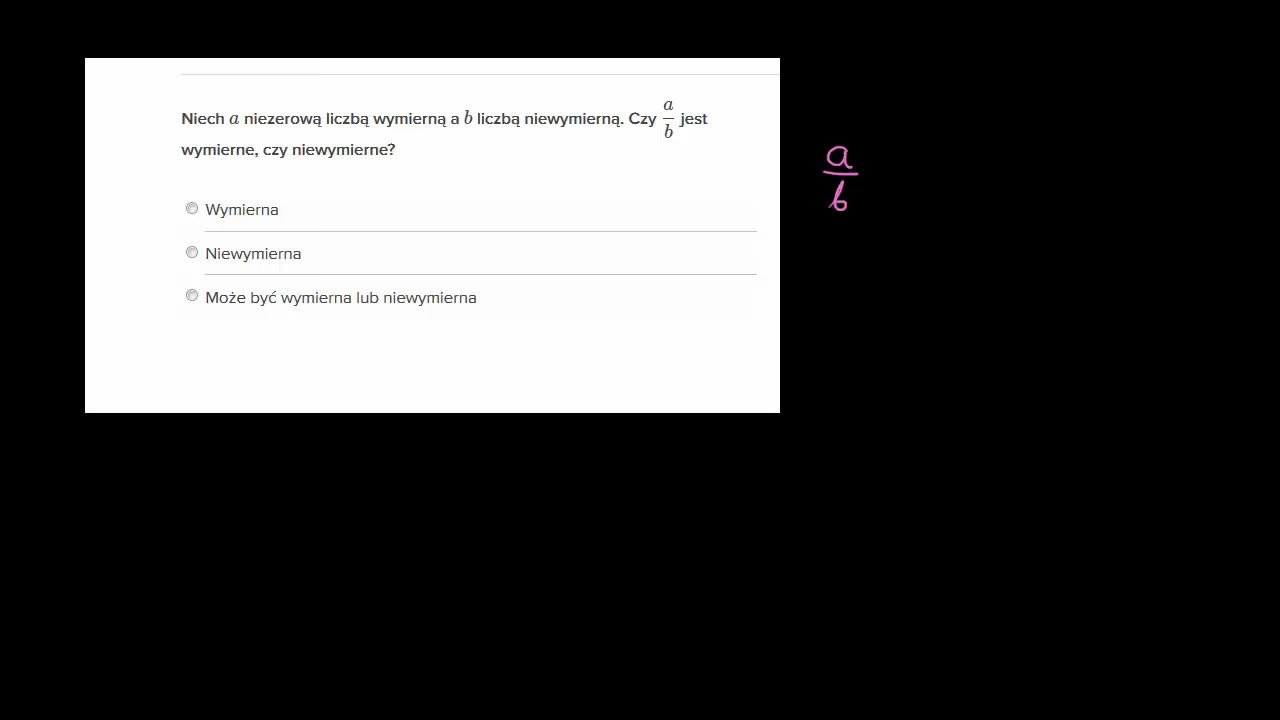 Niech a niezerową liczbą wymierną a b liczbą niewymierną. Czy a/b jest
wymierne, czy niewymierne?
Wymierna
Niewymierna
Może być wymierna lub niewymierna
a/b